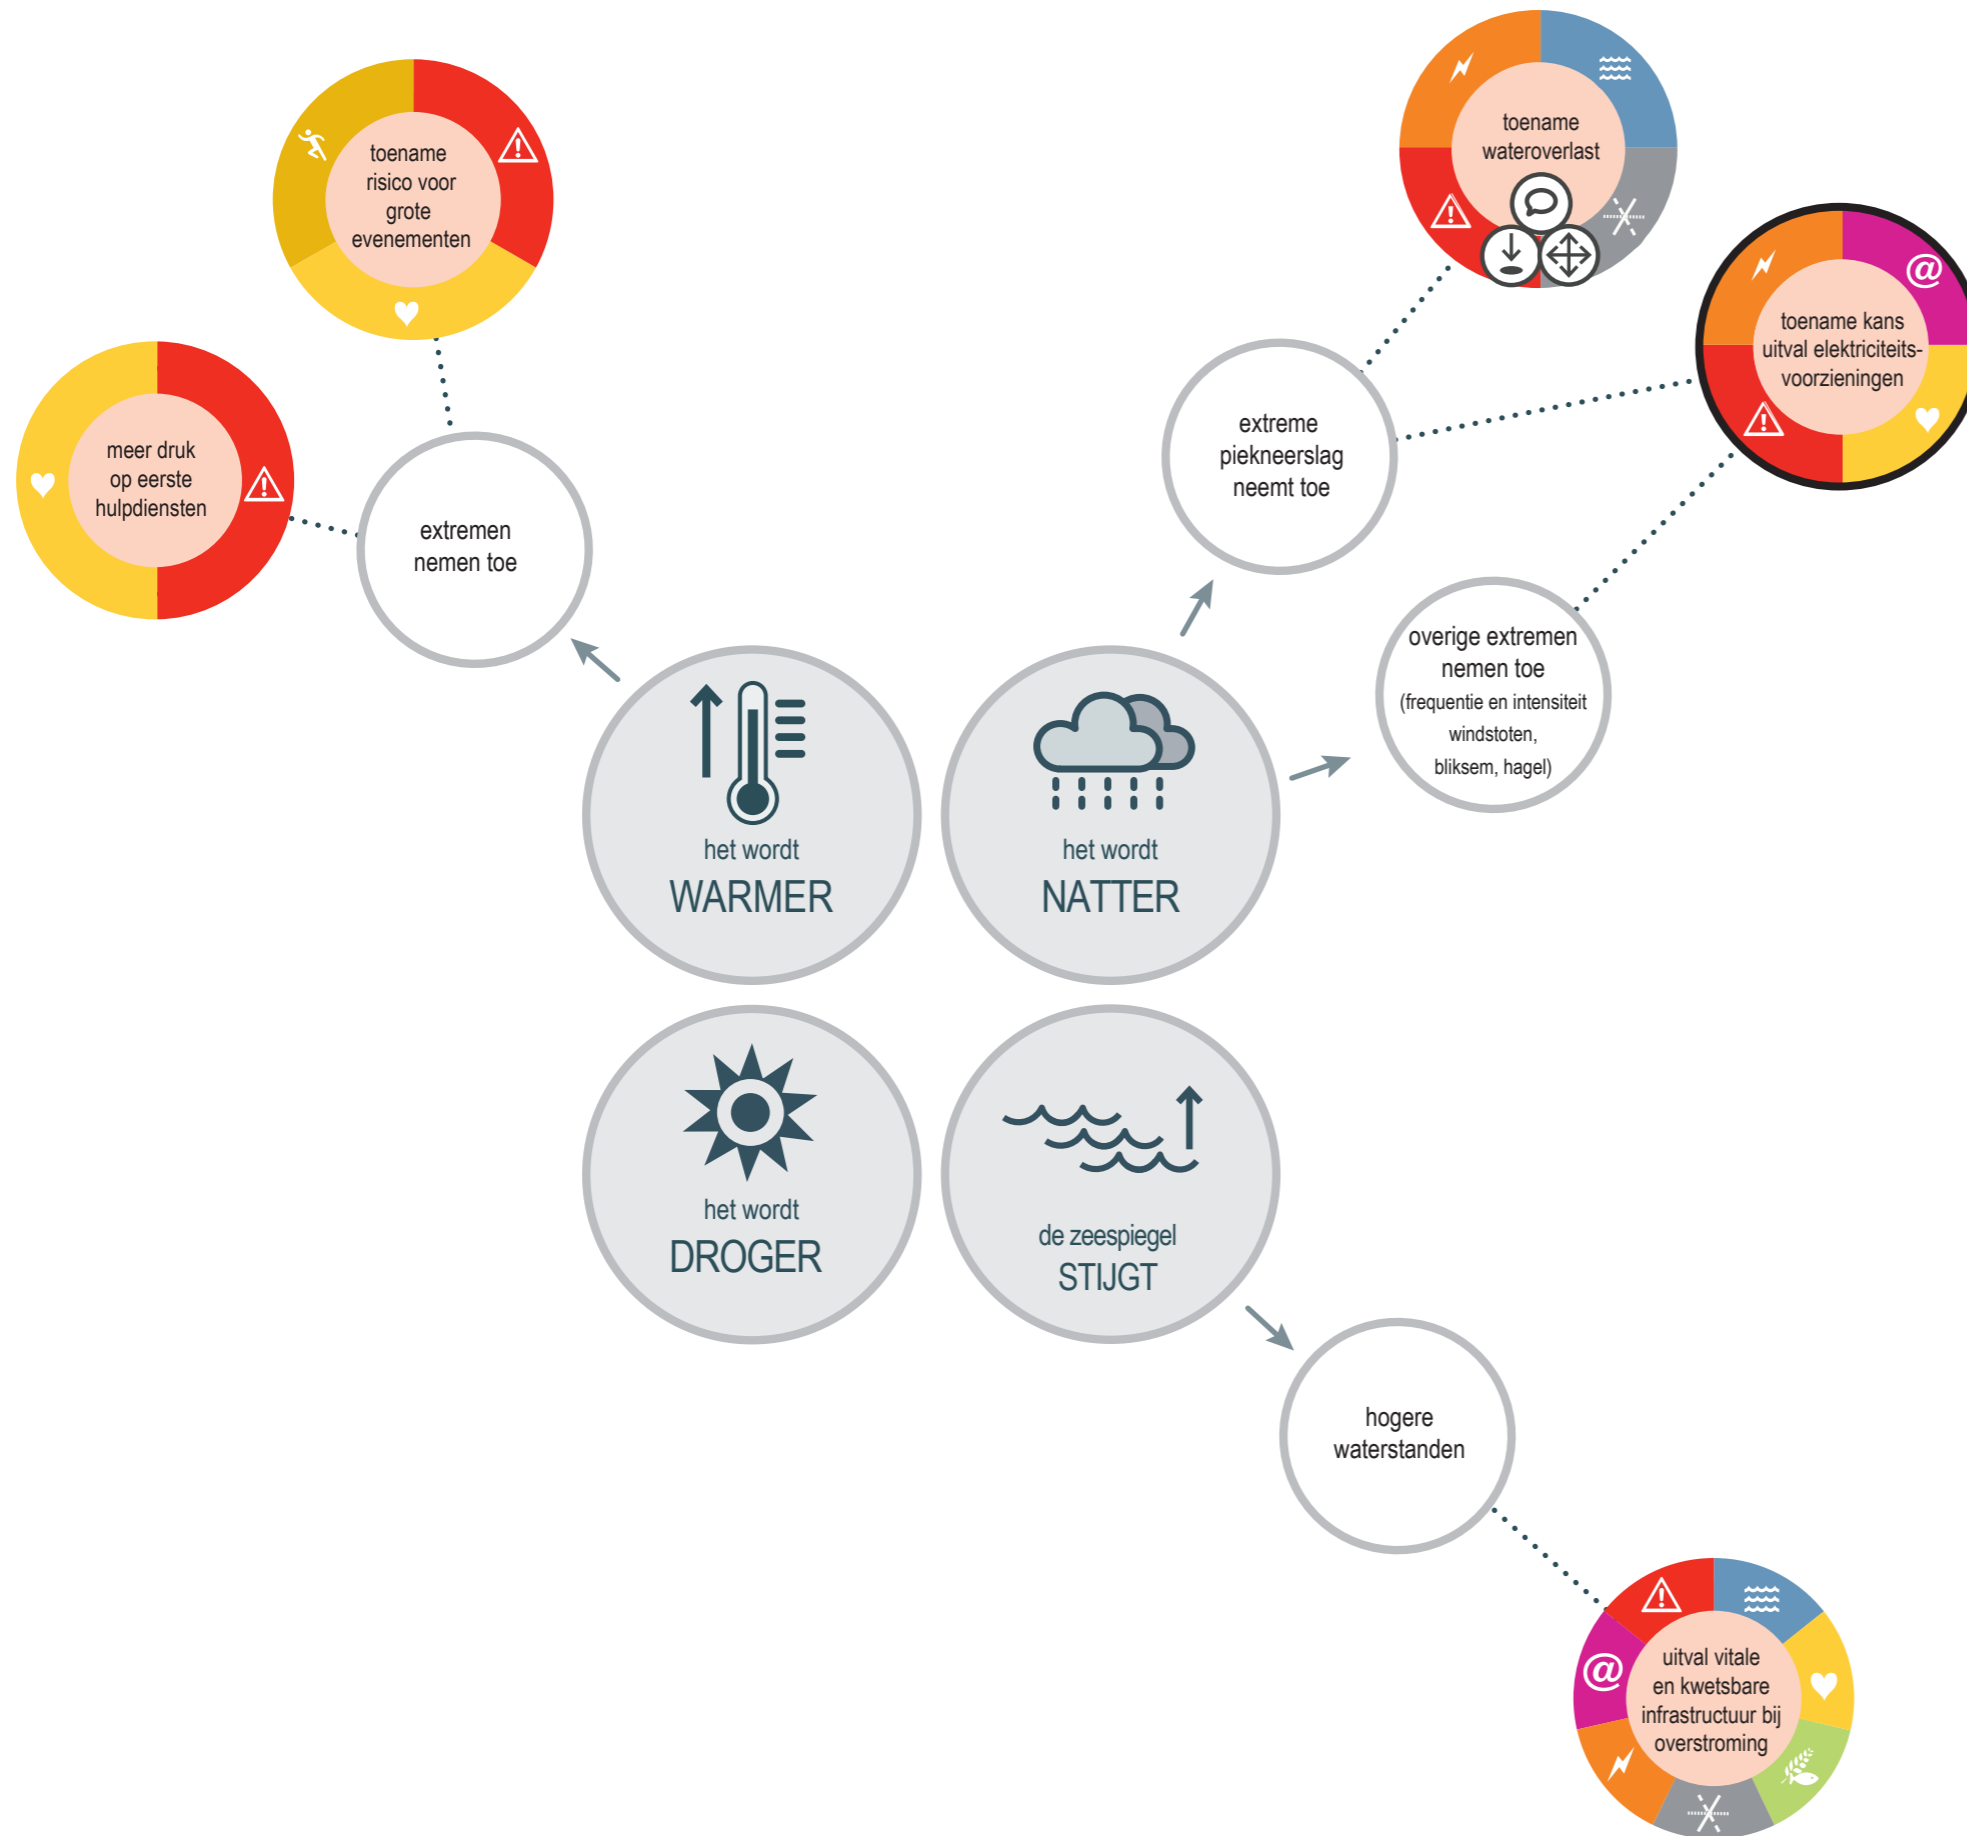 toename
risico voor
grote
evenementen
meer druk
op eerste
hulpdiensten
extremen
nemen toe
toename
wateroverlast
@
toename kans
uitval elektriciteits-
voorzieningen
extreme
piekneerslag
neemt toe
overige extremen
nemen toe
(frequentie en intensiteit
windstoten,
bliksem, hagel)
het wordt
WARMER
het wordt
NATTER
het wordt
DROGER
de zeespiegel
STIJGT
hogere
waterstanden
@
uitval vitale
en kwetsbare
infrastructuur bij
overstroming